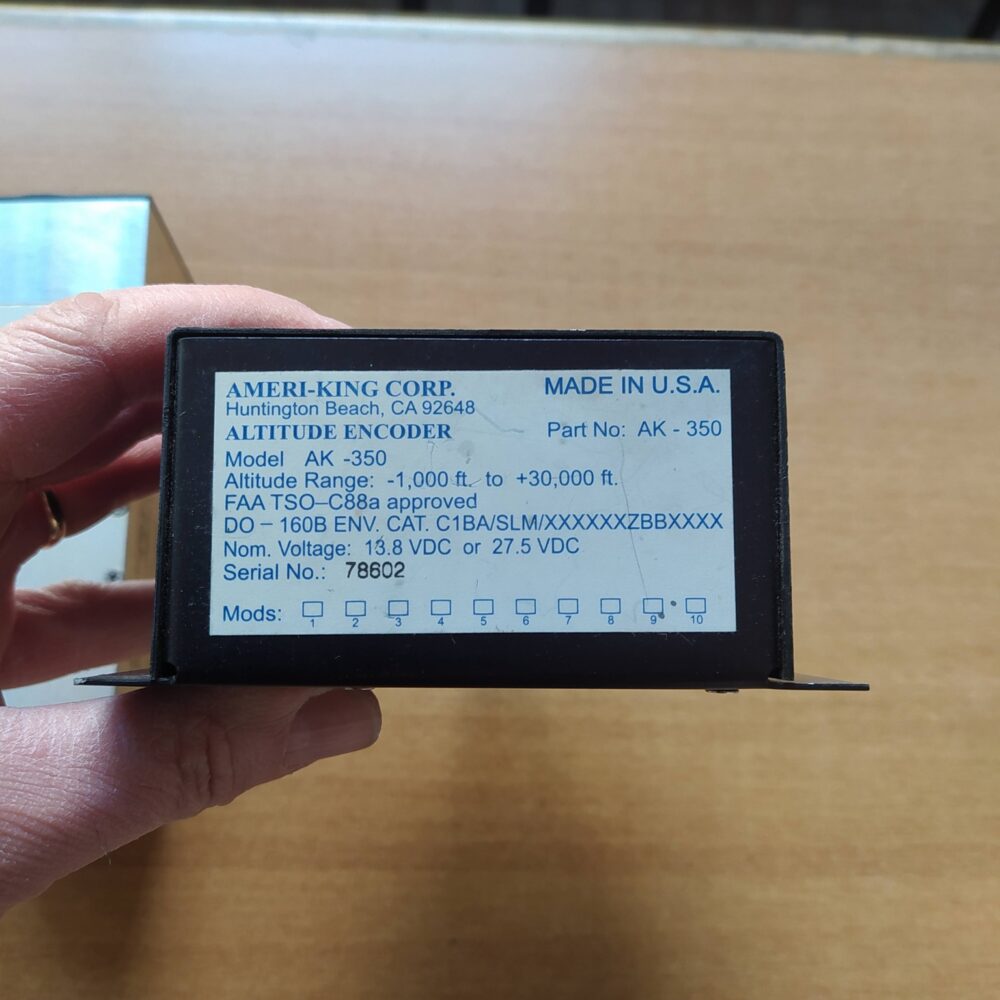 AMERI-KING CORP. MADE IN U.S.A.
Huntington Beach, CA 92648
ALTITUDE ENCODER Part No: AK - 350
Model AK -350
Altitude Range: -1,000 ft. to +30,000 ft.
FAA TSO–C88a approved
DO – 160B ENV. CAT. C1BA/SLM/XXXXXXZBBXXXX
Nom. Voltage: 13.8 VDC or 27.5 VDC
Serial No.: 78602
Mods: 1 2 3 4 5 6 7 8 9 10